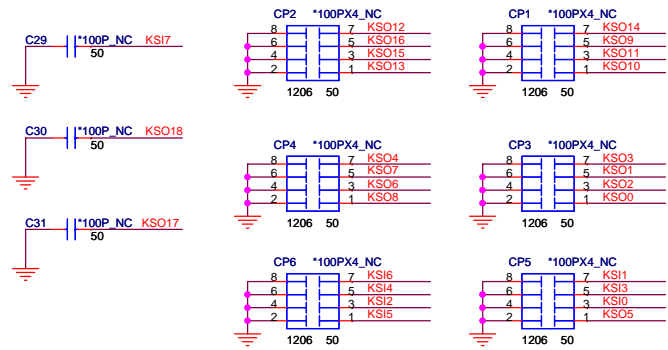 CP2 *100PX4_NC
8 7 KSO12
6 5 KSO16
4 3 KSO15
2 1 KSO13
1206 50
CP1 *100PX4_NC
8 7 KSO14
6 5 KSO9
4 3 KSO11
2 1 KSO10
1206 50
C29 *100P_NC KSI7
50
C30 *100P_NC KSO18
50
C31 *100P_NC KSO17
50
CP4 *100PX4_NC
8 7 KSO4
6 5 KSO7
4 3 KSO6
2 1 KSO8
1206 50
CP3 *100PX4_NC
8 7 KSO3
6 5 KSO1
4 3 KSO2
2 1 KSO0
1206 50
CP6 *100PX4_NC
8 7 KSI6
6 5 KSI4
4 3 KSI2
2 1 KSI5
1206 50
CP5 *100PX4_NC
8 7 KSI1
6 5 KSI3
4 3 KSI0
2 1 KSO5
1206 50